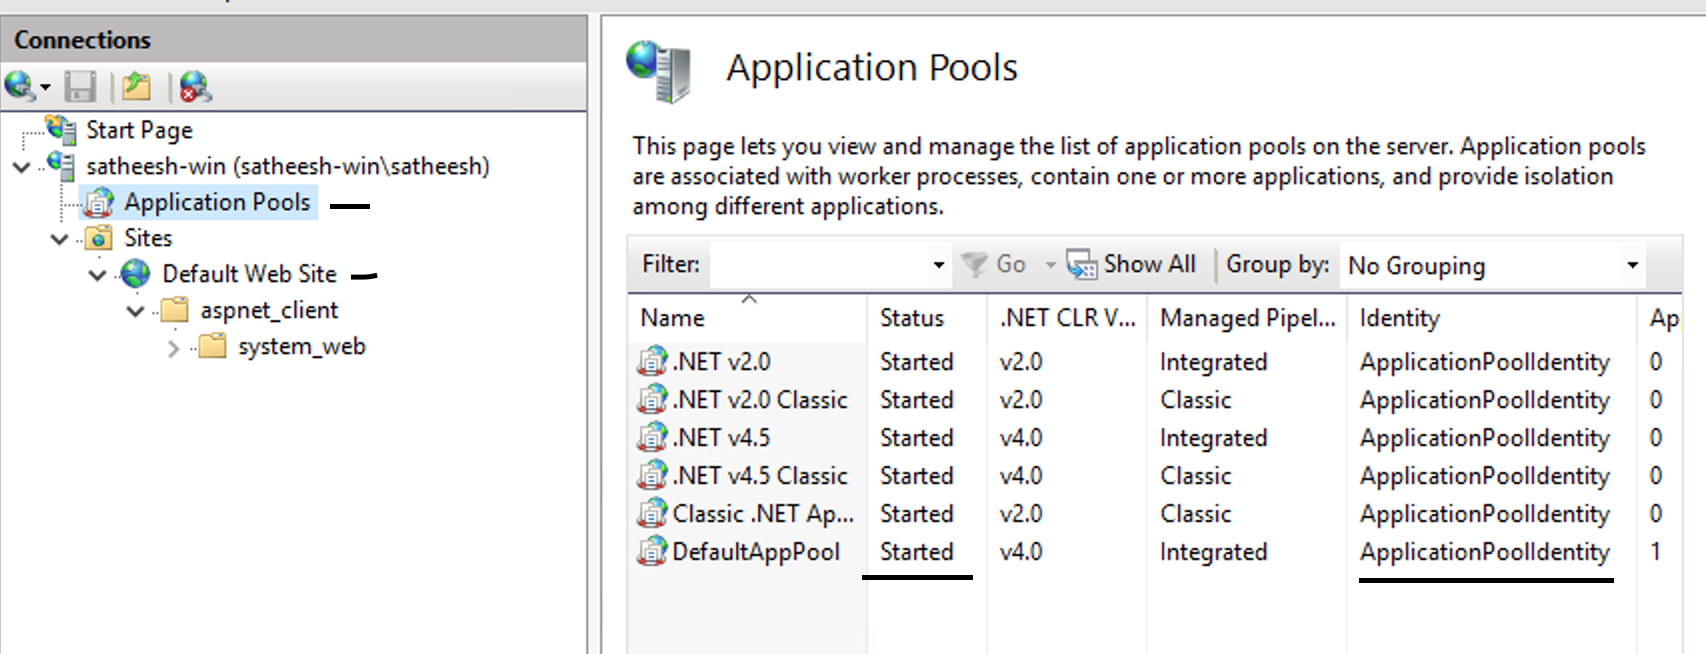 Connections
Start Page
satheesh-win (satheesh-win\satheesh)
Application Pools
Sites
Default Web Site
aspnet_client
system_web
Application Pools
This page lets you view and manage the list of application pools on the server. Application pools
are associated with worker processes, contain one or more applications, and provide isolation
among different applications.
Filter: Go Show All Group by: No Grouping
Name Status .NET CLR V... Managed Pipel... Identity Ap
.NET v2.0 Started v2.0 Integrated ApplicationPoolIdentity 0
.NET v2.0 Classic Started v2.0 Classic ApplicationPoolIdentity 0
.NET v4.5 Started v4.0 Integrated ApplicationPoolIdentity 0
.NET v4.5 Classic Started v4.0 Classic ApplicationPoolIdentity 0
Classic .NET Ap... Started v2.0 Classic ApplicationPoolIdentity 0
DefaultAppPool Started v4.0 Integrated ApplicationPoolIdentity 1